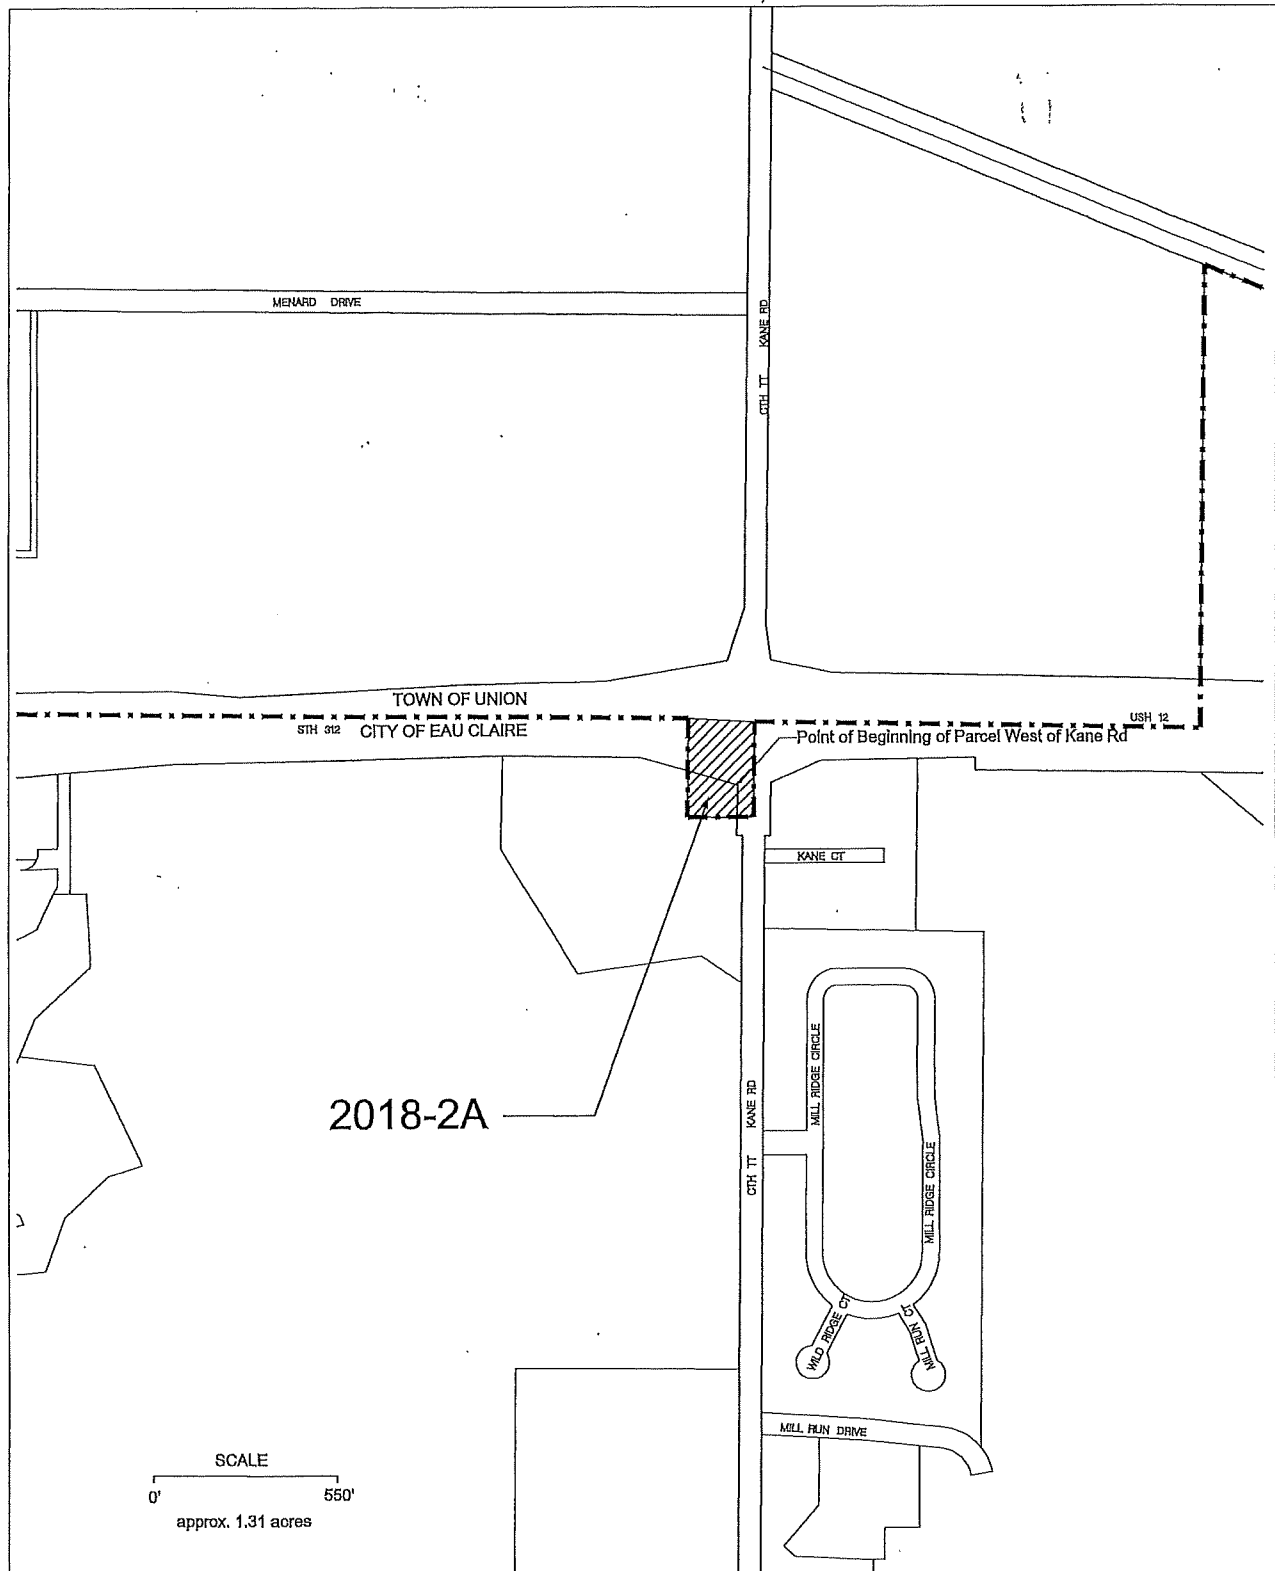 MENARD DRIVE
CTH TT KANE RD
TOWN OF UNION
STH 312 CITY OF EAU CLAIRE
USH 12
Point of Beginning of Parcel West of Kane Rd
KANE CT
2018-2A
CTH TT KANE RD
MILL RIDGE CIRCLE
MILL RIDGE CIRCLE
WILD RIDGE CT
MILL RUN CT
MILL RUN DRIVE
SCALE
0' 550'
approx. 1.31 acres